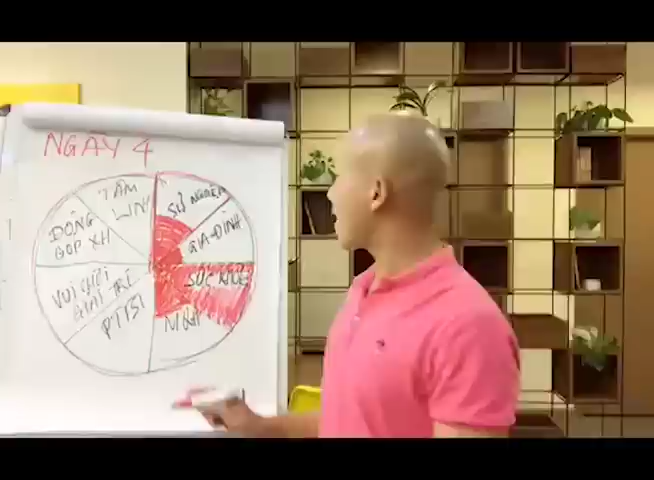 NGÀY 4
TÂM
LINH
SỰ NGHIỆP
ĐÓNG
GÓP XH
GIA ĐÌNH
VUI CHƠI
GIẢI TRÍ
SỨC KHỎE
PTBT